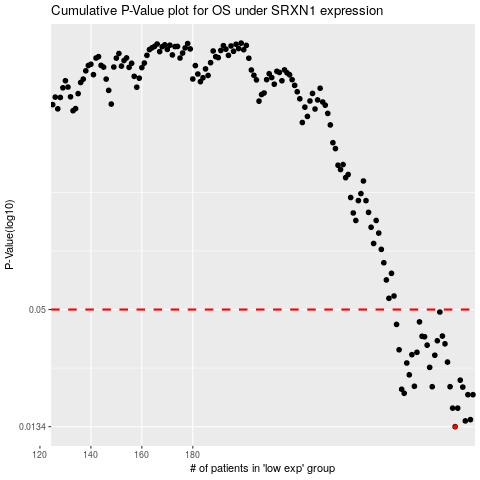 Cumulative P-Value plot for OS under SRXN1 expression
P-Value(log10)
0.05
0.0134
120 140 160 180
# of patients in 'low exp' group